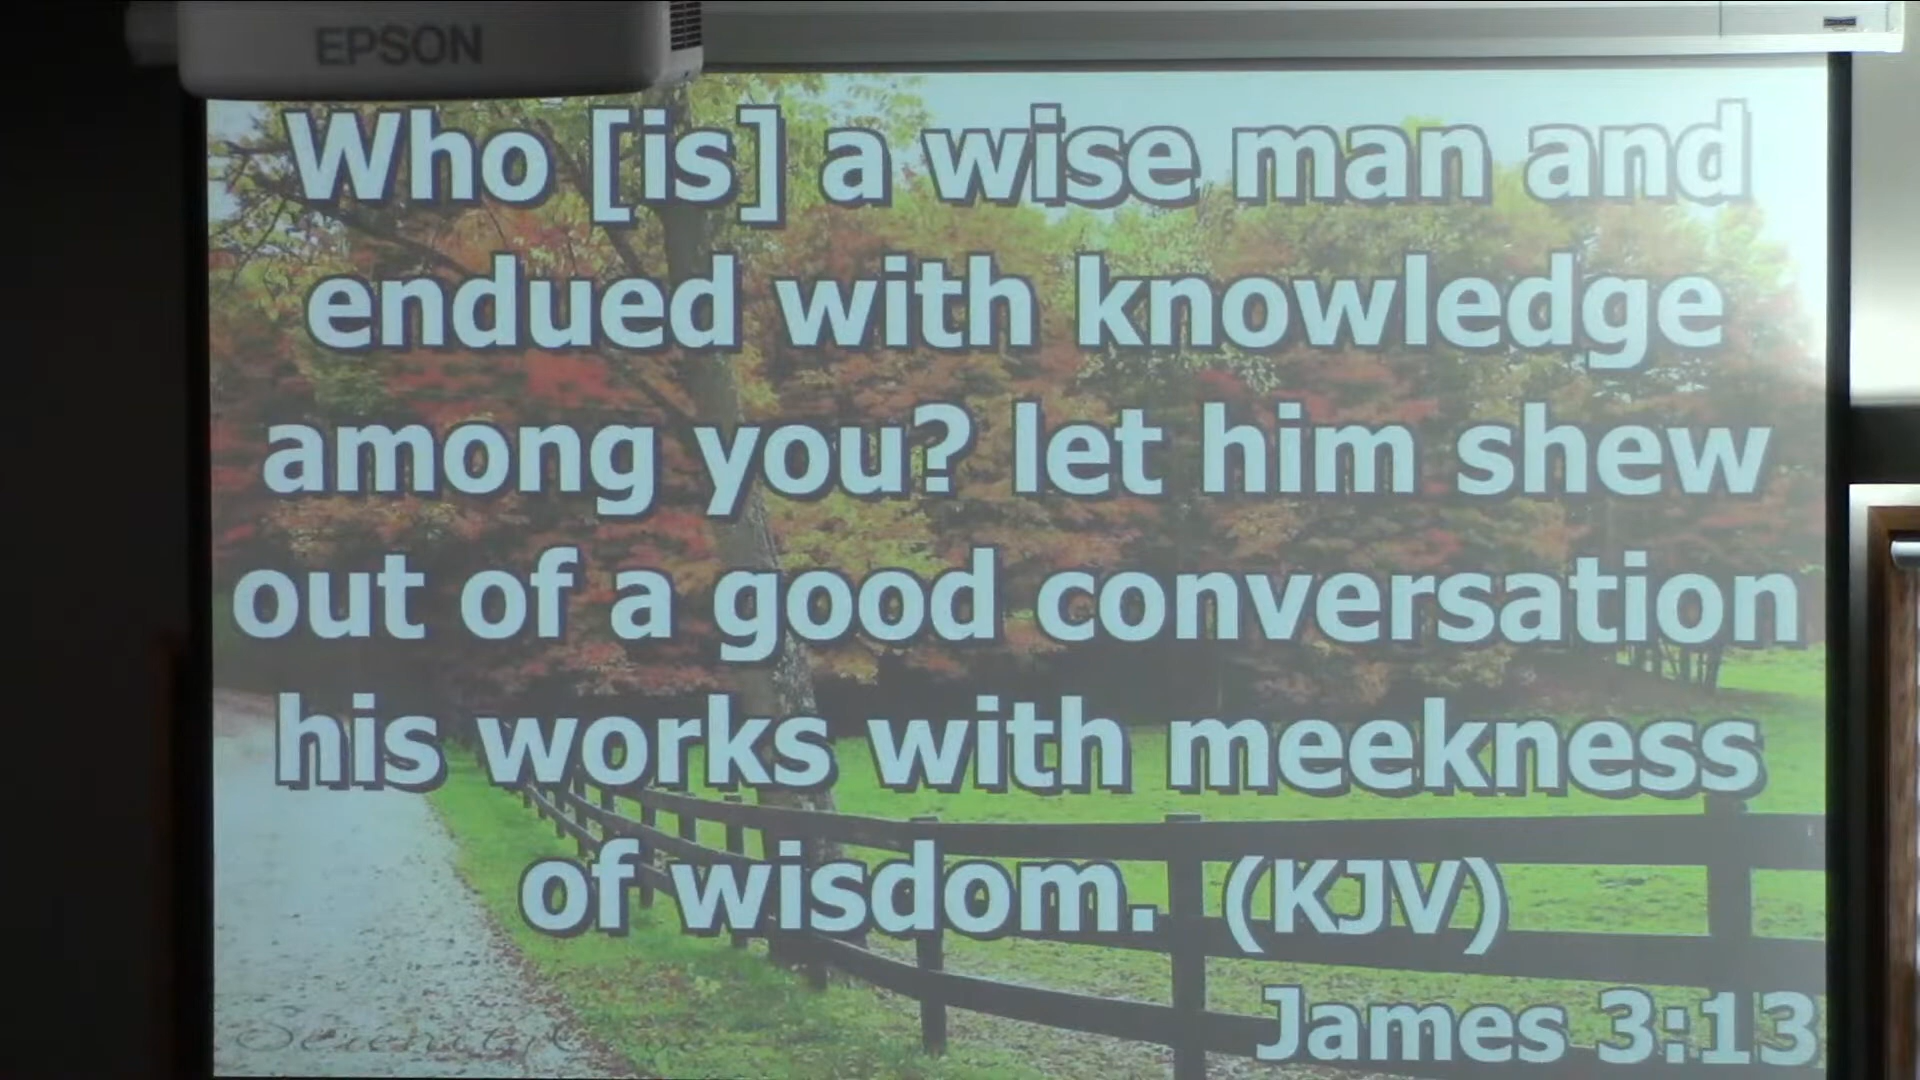 EPSON
Who [is] a wise man and
endued with knowledge
among you? let him shew
out of a good conversation
his works with meekness
of wisdom. (KJV)
James 3:13
Serenity